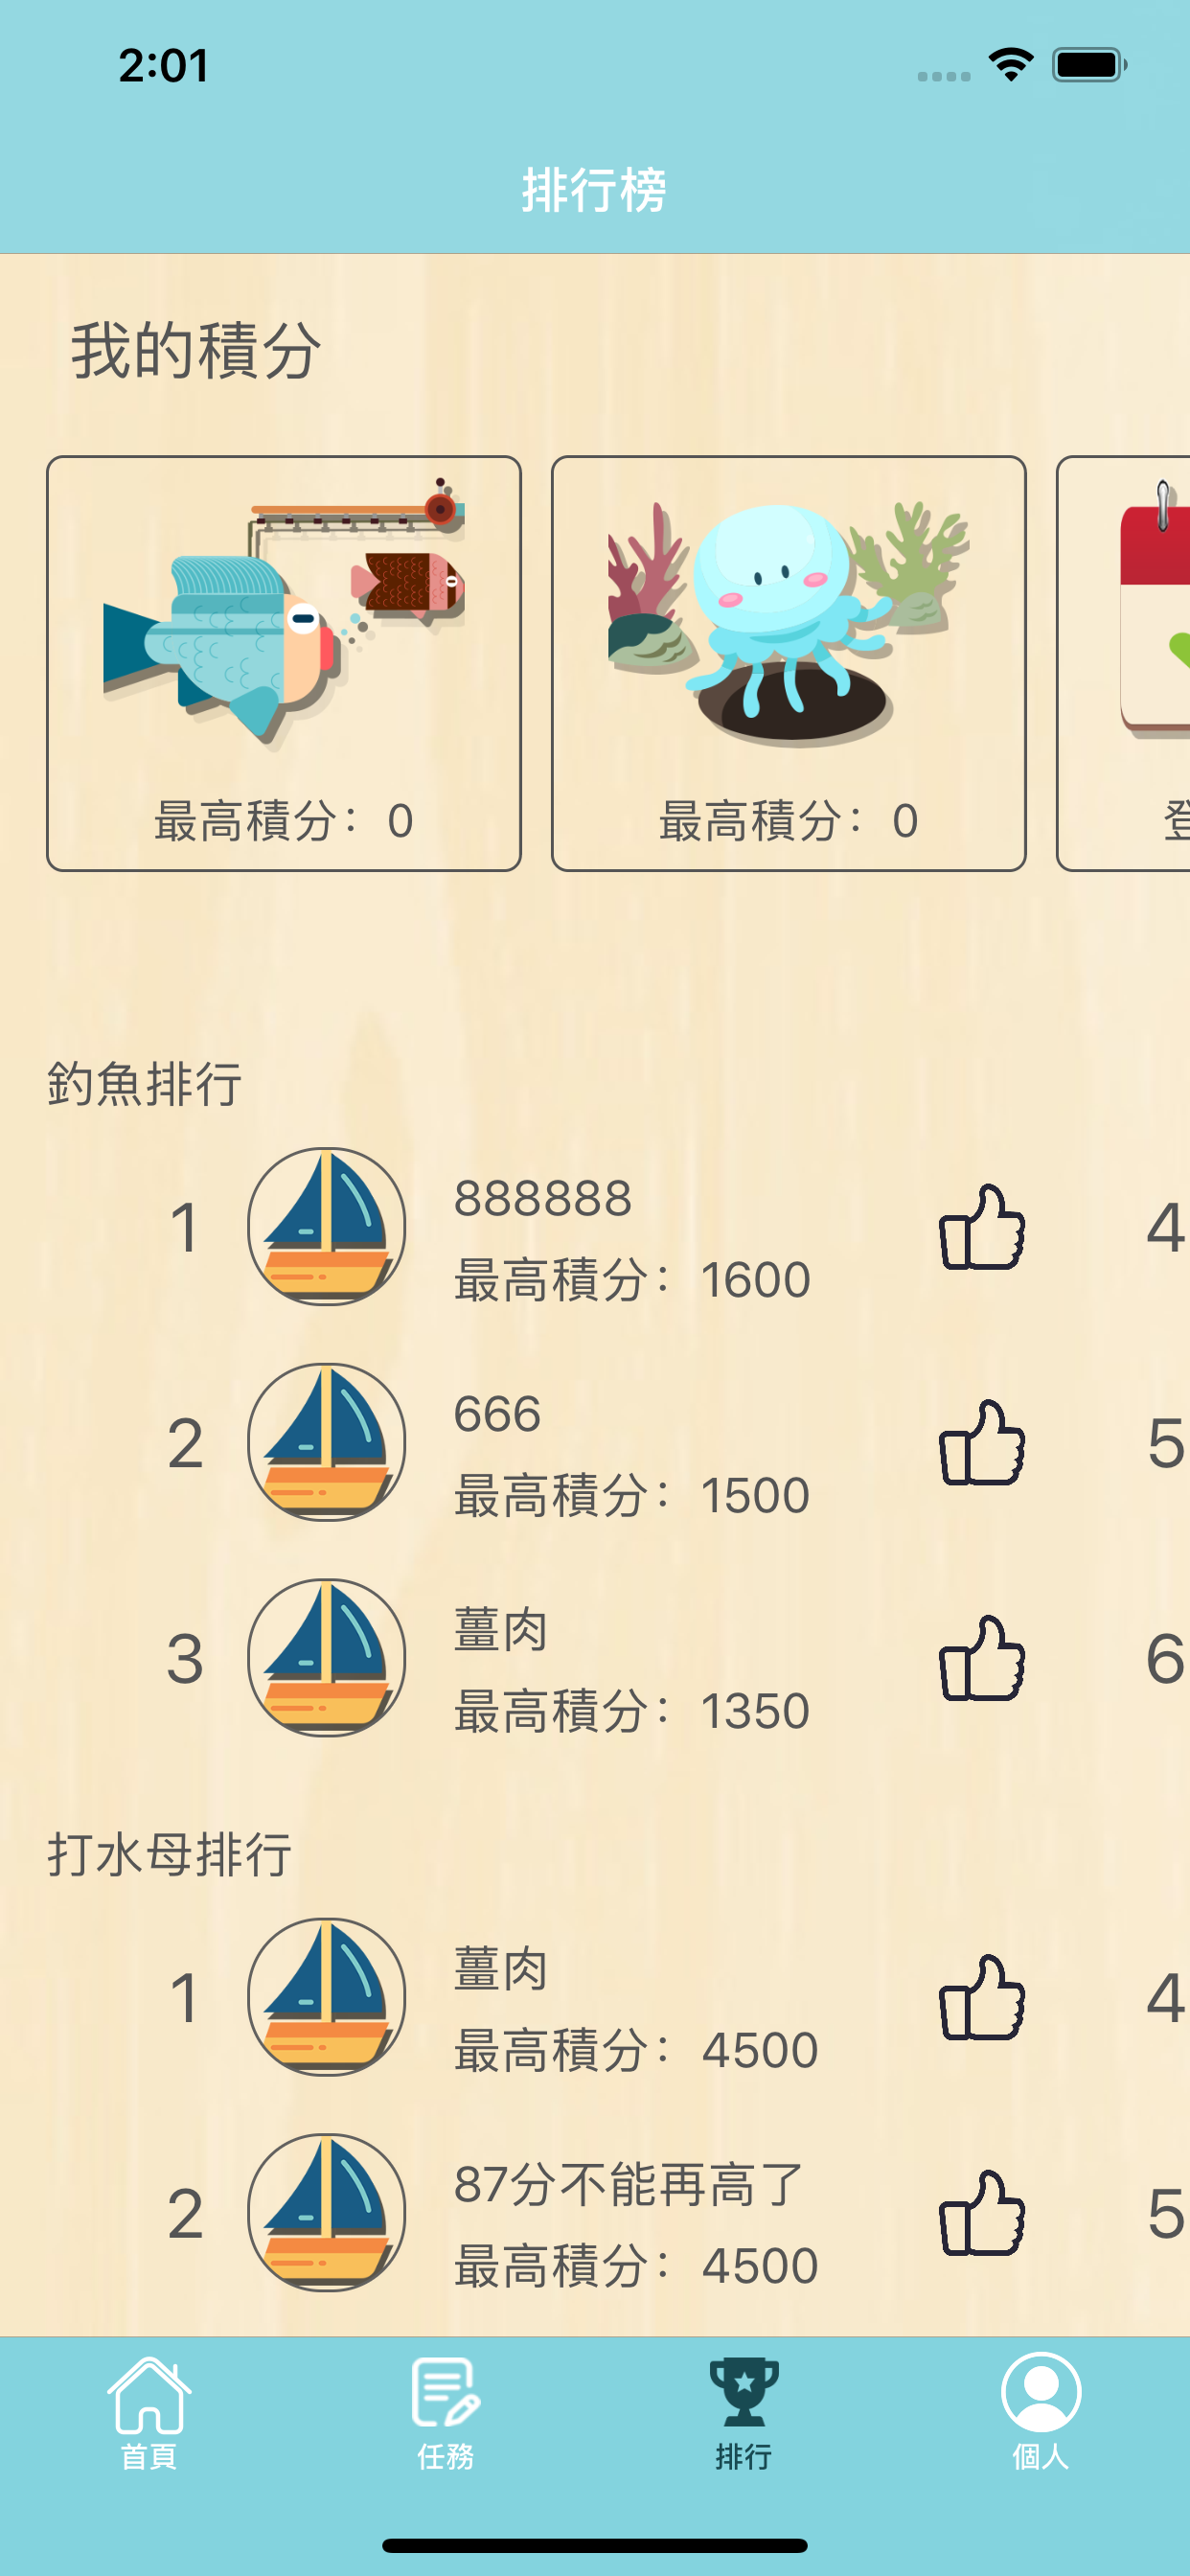 2:01
排行榜
我的積分
最高積分：0
最高積分：0
登
釣魚排行
1
888888
最高積分：1600
4
2
666
最高積分：1500
5
3
薑肉
最高積分：1350
6
打水母排行
1
薑肉
最高積分：4500
4
2
87分不能再高了
最高積分：4500
5
首頁
任務
排行
個人